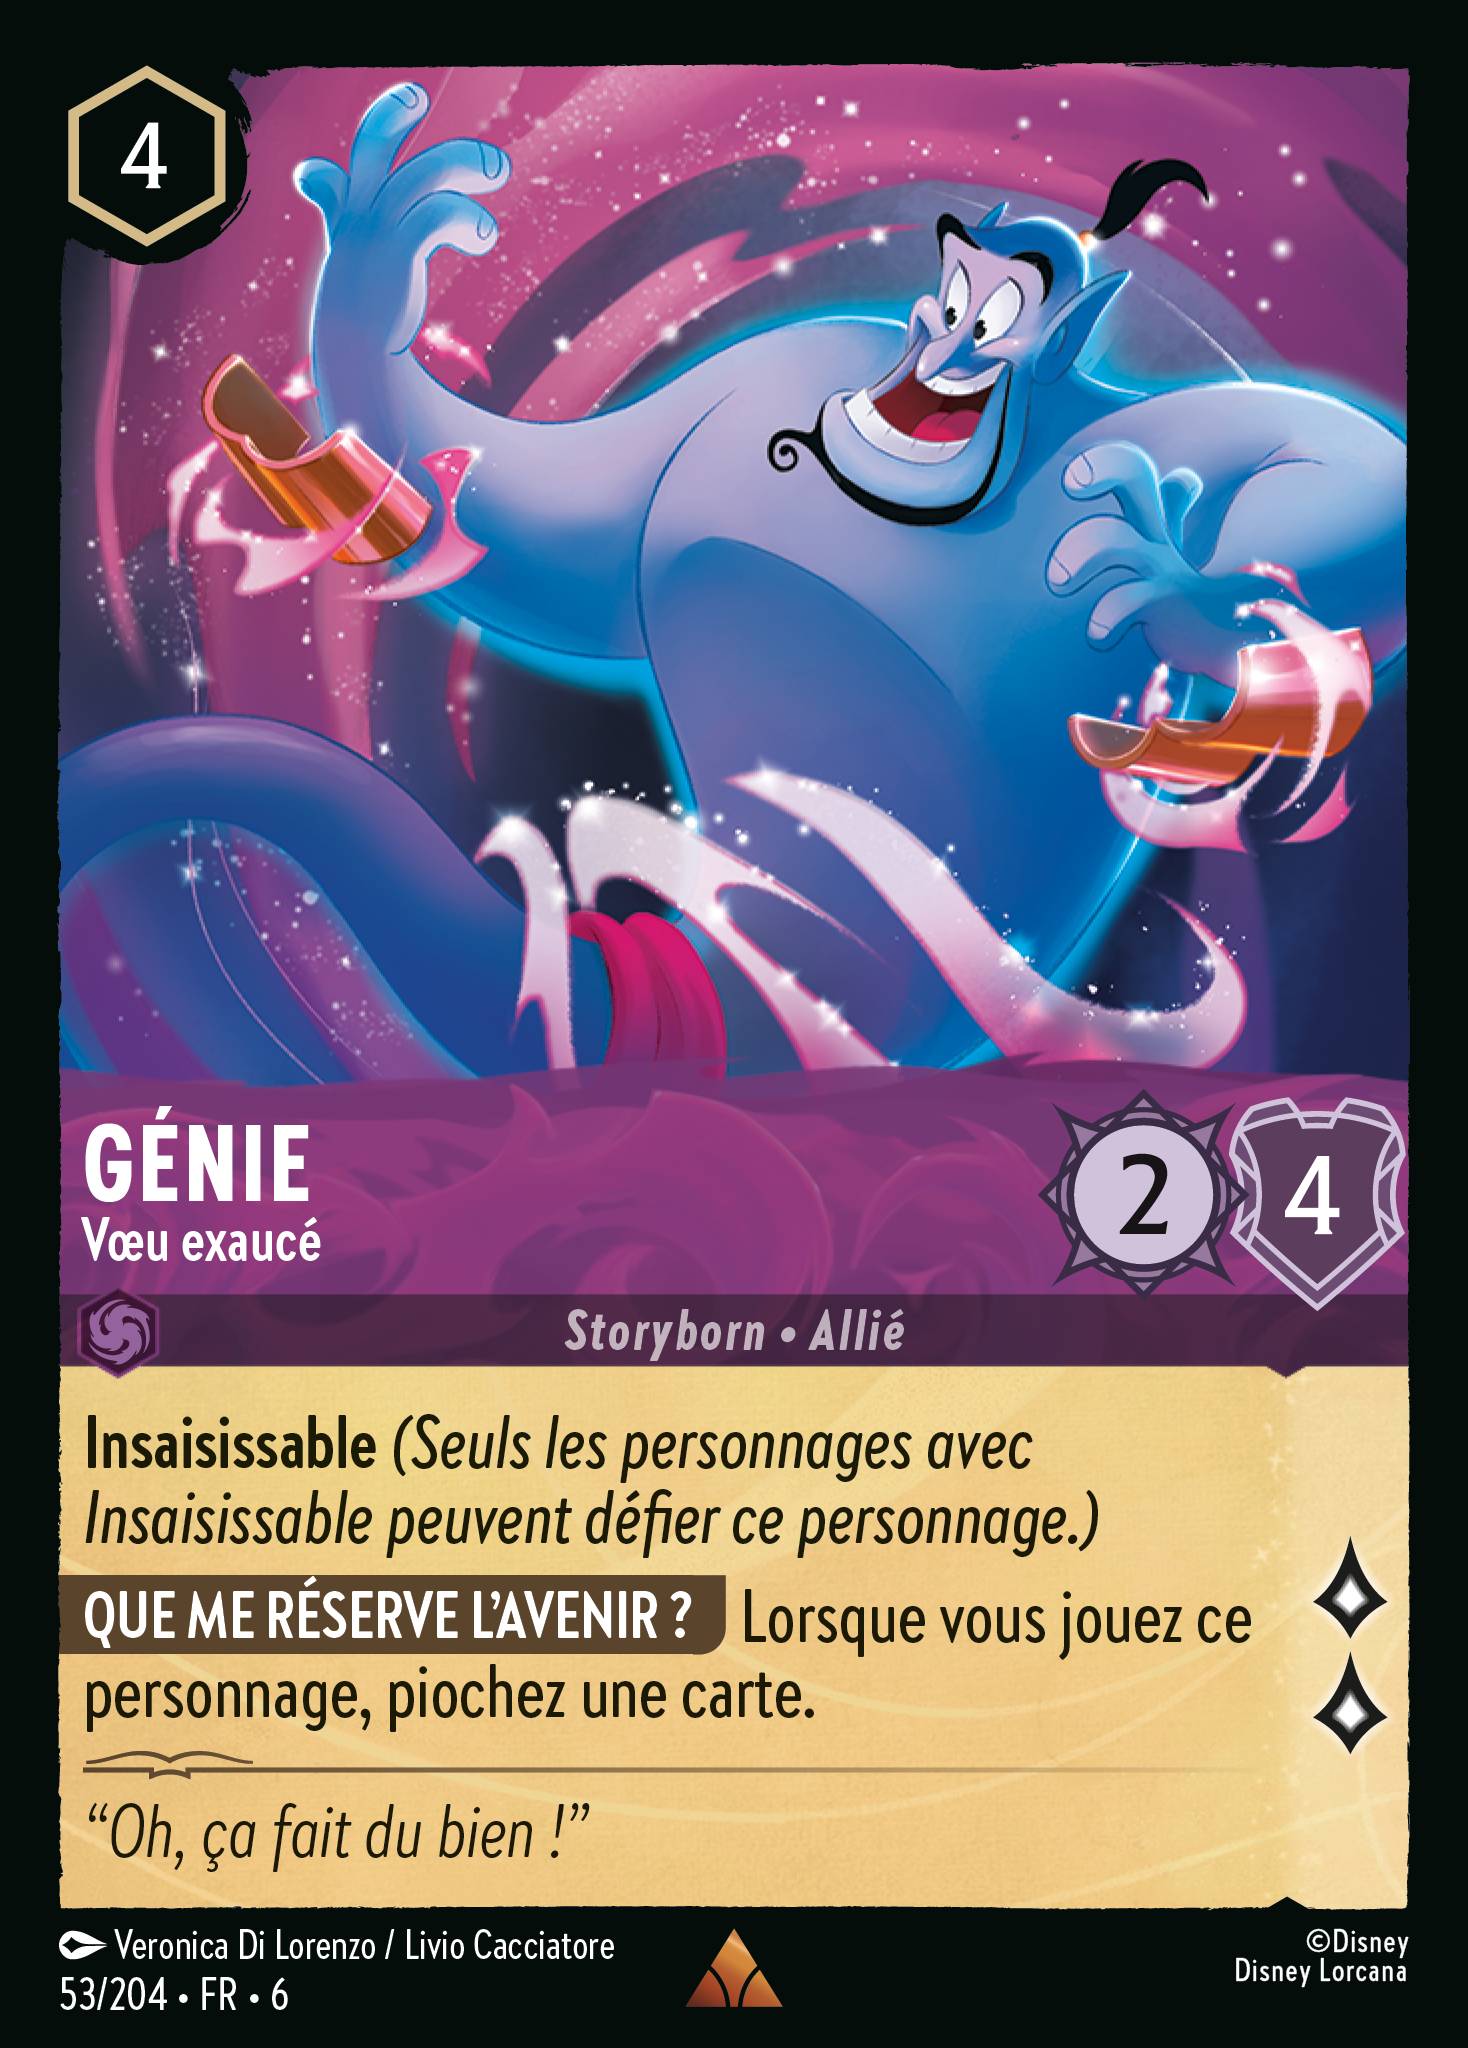 4
GÉNIE
Vœu exaucé
2
4
Storyborn • Allié
Insaisissable (Seuls les personnages avec
Insaisissable peuvent défier ce personnage.)
QUE ME RÉSERVE L’AVENIR ? Lorsque vous jouez ce
personnage, piochez une carte.
“Oh, ça fait du bien !”
Veronica Di Lorenzo / Livio Cacciatore
53/204 • FR • 6
©Disney
Disney Lorcana